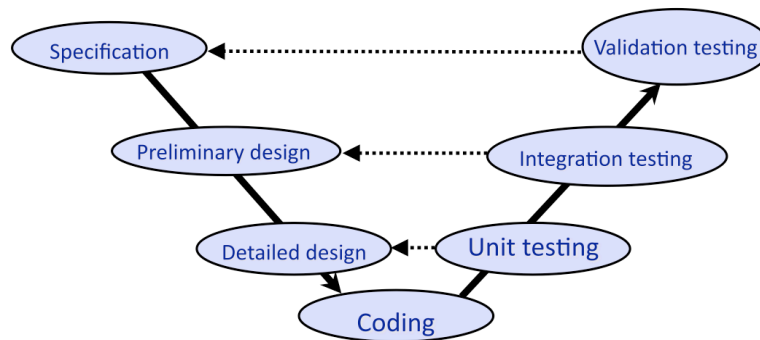 Specification
Validation testing
Preliminary design
Integration testing
Detailed design
Unit testing
Coding